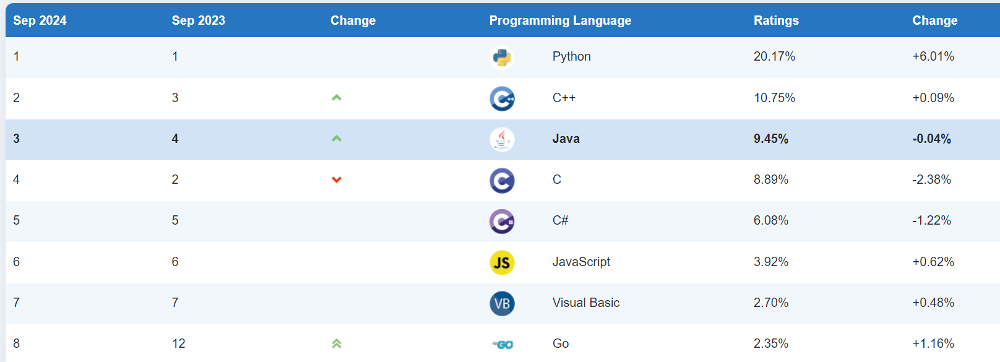 Sep 2024 Sep 2023 Change Programming Language Ratings Change
1 1 Python 20.17% +6.01%
2 3 C++ C++ 10.75% +0.09%
3 4 Java 9.45% -0.04%
4 2 C C 8.89% -2.38%
5 5 C# C# 6.08% -1.22%
6 6 JS JavaScript 3.92% +0.62%
7 7 VB Visual Basic 2.70% +0.48%
8 12 GO Go 2.35% +1.16%